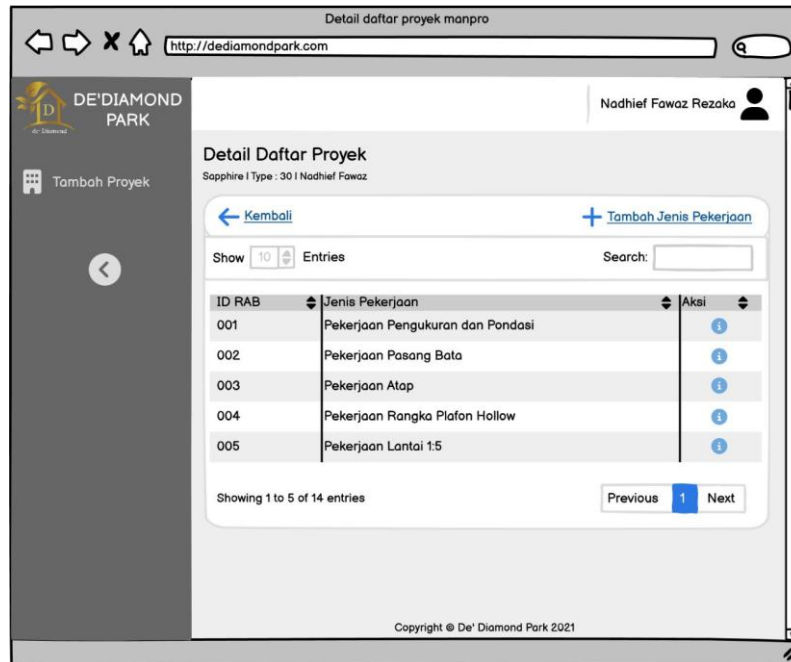 Detail daftar proyek manpro
http://dediamondpark.com
D
de' Diamond
DE'DIAMOND
PARK
Nadhief Fawaz Rezaka
Tambah Proyek
Detail Daftar Proyek
Sapphire I Type : 30 I Nadhief Fawaz
Kembali
Tambah Jenis Pekerjaan
Show 10 Entries
Search:
ID RAB Jenis Pekerjaan Aksi
001 Pekerjaan Pengukuran dan Pondasi
002 Pekerjaan Pasang Bata
003 Pekerjaan Atap
004 Pekerjaan Rangka Plafon Hollow
005 Pekerjaan Lantai 1:5
Showing 1 to 5 of 14 entries
Previous 1 Next
Copyright © De' Diamond Park 2021